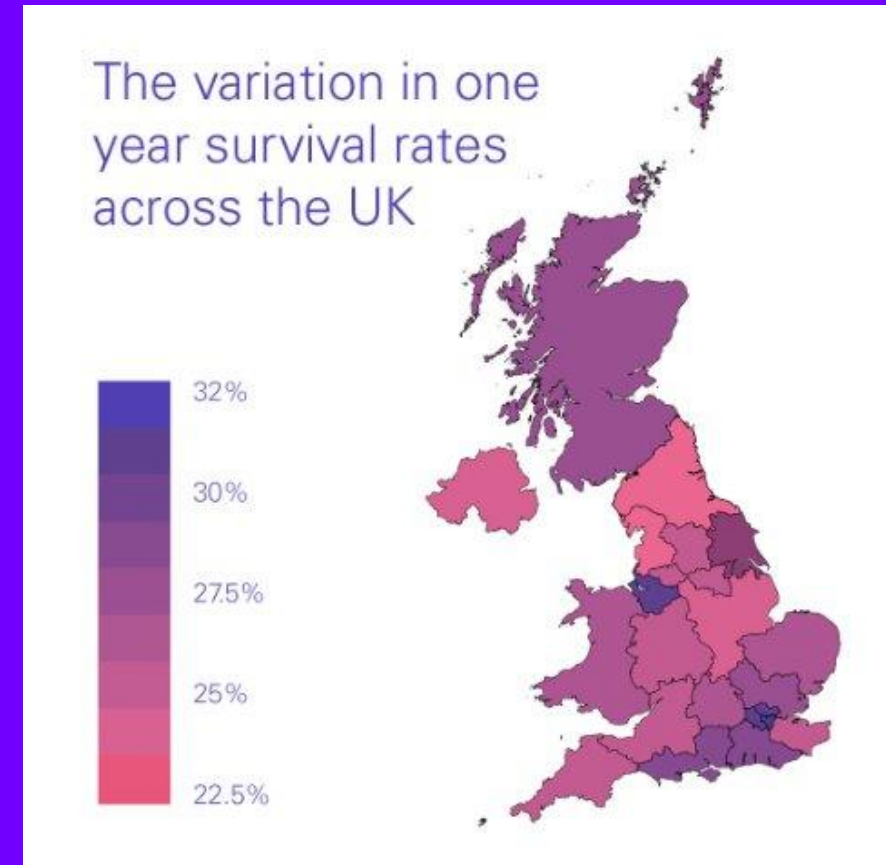 The variation in one
year survival rates
across the UK
32%
30%
27.5%
25%
22.5%